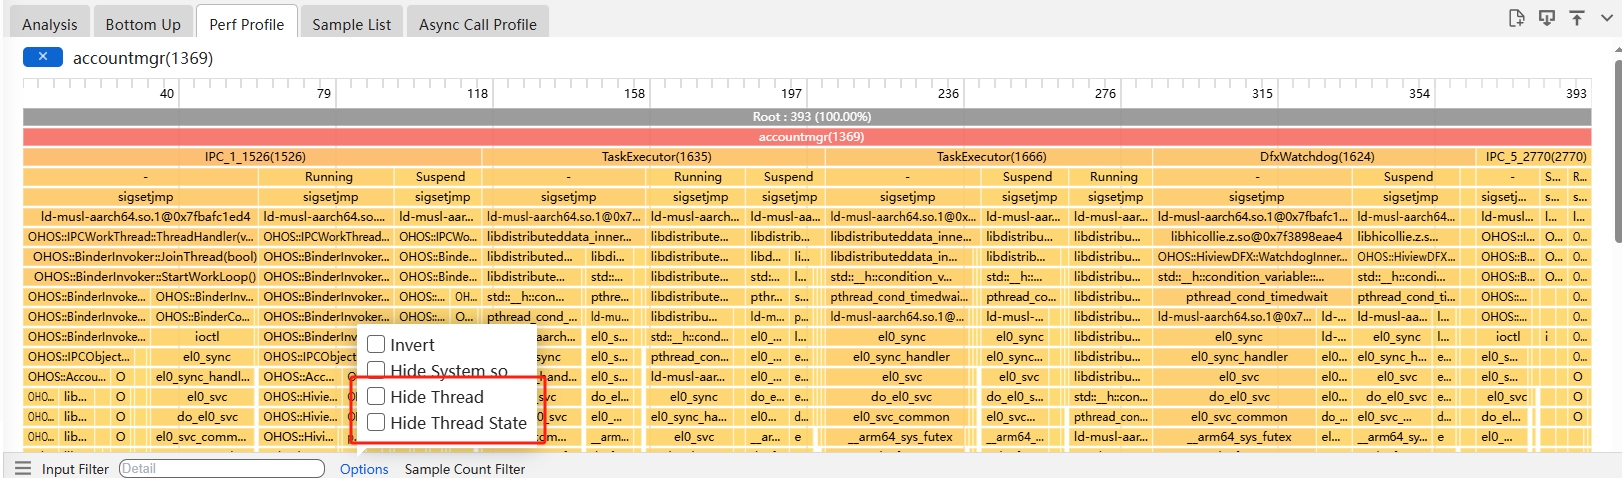 Analysis Bottom Up Perf Profile Sample List Async Call Profile
accountmgr(1369)
40 79 118 158 197 236 276 315 354 393
Root : 393 (100.00%)
accountmgr(1369)
IPC_1_1526(1526) TaskExecutor(1635) TaskExecutor(1666) DfxWatchdog(1624) IPC_5_2770(2770)
- Running Suspend - Running Suspend - Suspend Running - Suspend - S... R...
sigsetjmp sigsetjmp sigsetjmp sigsetjmp sigsetjmp sigsetjmp sigsetjmp sigsetjmp sigsetjmp sigsetjmp sigsetjmp sigsetj... s... s...
ld-musl-aarch64.so.1@0x7fbafc1ed4 ld-musl-aarch64.so.... ld-musl-aar... ld-musl-aarch64.so.1@0x7... ld-musl-aarch... ld-musl-aa... ld-musl-aarch64.so.1@0x... ld-musl-aar... ld-musl-aarch... ld-musl-aarch64.so.1@0x7fbafc1... ld-musl-aarch64... ld-musl... l... l...
OHOS::IPCWorkThread::ThreadHandler(v... OHOS::IPCWorkThread... OHOS::IPCWo... libdistributeddata_inner... libdistribute... libdistrib... libdistributeddata_inne... libdistribu... libdistribute... libhicollie.z.so@0x7f3898eae4 libhicollie.z.s... OHOS::I... O... O...
OHOS::BinderInvoker::JoinThread(bool) OHOS::BinderInvoker... OHOS::Binde... libdistributed... libdi... libdistribute... libd... l... libdistributeddata_in... libdistrib... libdistributi... OHOS::HiviewDFX::WatchdogInner... OHOS::HiviewDFX... OHOS::B... O... O...
OHOS::BinderInvoker::StartWorkLoop() OHOS::BinderInvoker... OHOS::Binde... libdistribute... std::... libdistribu... std:... l... std::__h::condition_v... std::__h:... libdistributi... std::__h::condition_variable::... std::__h::condi... OHOS::B... O... O...
OHOS::BinderInvoke... OHOS::BinderInv... OHOS::BinderInvoker... OHOS::... OH... std::__h::con... pthre... libdistribu... pthr... s... pthread_cond_timedwai... pthread_co... libdistribu... pthread_cond_timedwait pthread_cond_ti... OHOS::... O...
OHOS::BinderInvoke... OHOS::BinderCo... OHOS::BinderInvoker... OHOS::... O... pthread_cond_... ld-mu... libdistribu... ld-m... p... ld-musl-aarch64.so.1... ld-musl-... libdistribu... ld-musl-aarch64.so.1@0x7... ld-... ld-musl-aa... l... OHOS::... O...
OHOS::BinderInvoke... ioctl OHOS::BinderInvoker... aarch... el0_s... std::__h::cond... el0_... e... el0_sync el0_sync std::__h::co... el0_sync el0... el0_sync l... ioctl i O...
OHOS::IPCObject... el0_sync OHOS::IPCObject sync el0_s... pthread_con... el0_... e... el0_sync_handler el0_sync... pthread_con... el0_sync_handler el0... el0_sync_h... e... el0_s... O...
OHOS::Accou... O el0_sync_handl... OHOS::Acc... _hand... el0_s... ld-musl-aar... el0_... e... el0_svc el0_svc ld-musl-aar... el0_svc el0... el0_svc e... el0_s... O
OHO... lib... O el0_svc OHOS::Hivie... svc do_el... el0_sync do_... e... do_el0_svc do_el0_s... std::__h::con... do_el0_svc el0... do_el0_svc e... el0_svc O...
OHO... lib... O do_el0_svc OHOS::Hivie... 0_svc el0_... el0_sync_ha... el0_... d... el0_svc_common el0_svc... pthread_con... el0_svc_common do_... el0_svc_... d... do_el... O
OHO... lib... O el0_svc_comm... OHOS::Hivi... p... om... __arm... el0_svc __ar... e __arm64_sys_futex __arm64_... ld-musl-aar... __arm64_sys_futex el... __arm64_sy... e el0_... O...
Invert
Hide System so
Hide Thread
Hide Thread State
Input Filter Detail Options Sample Count Filter